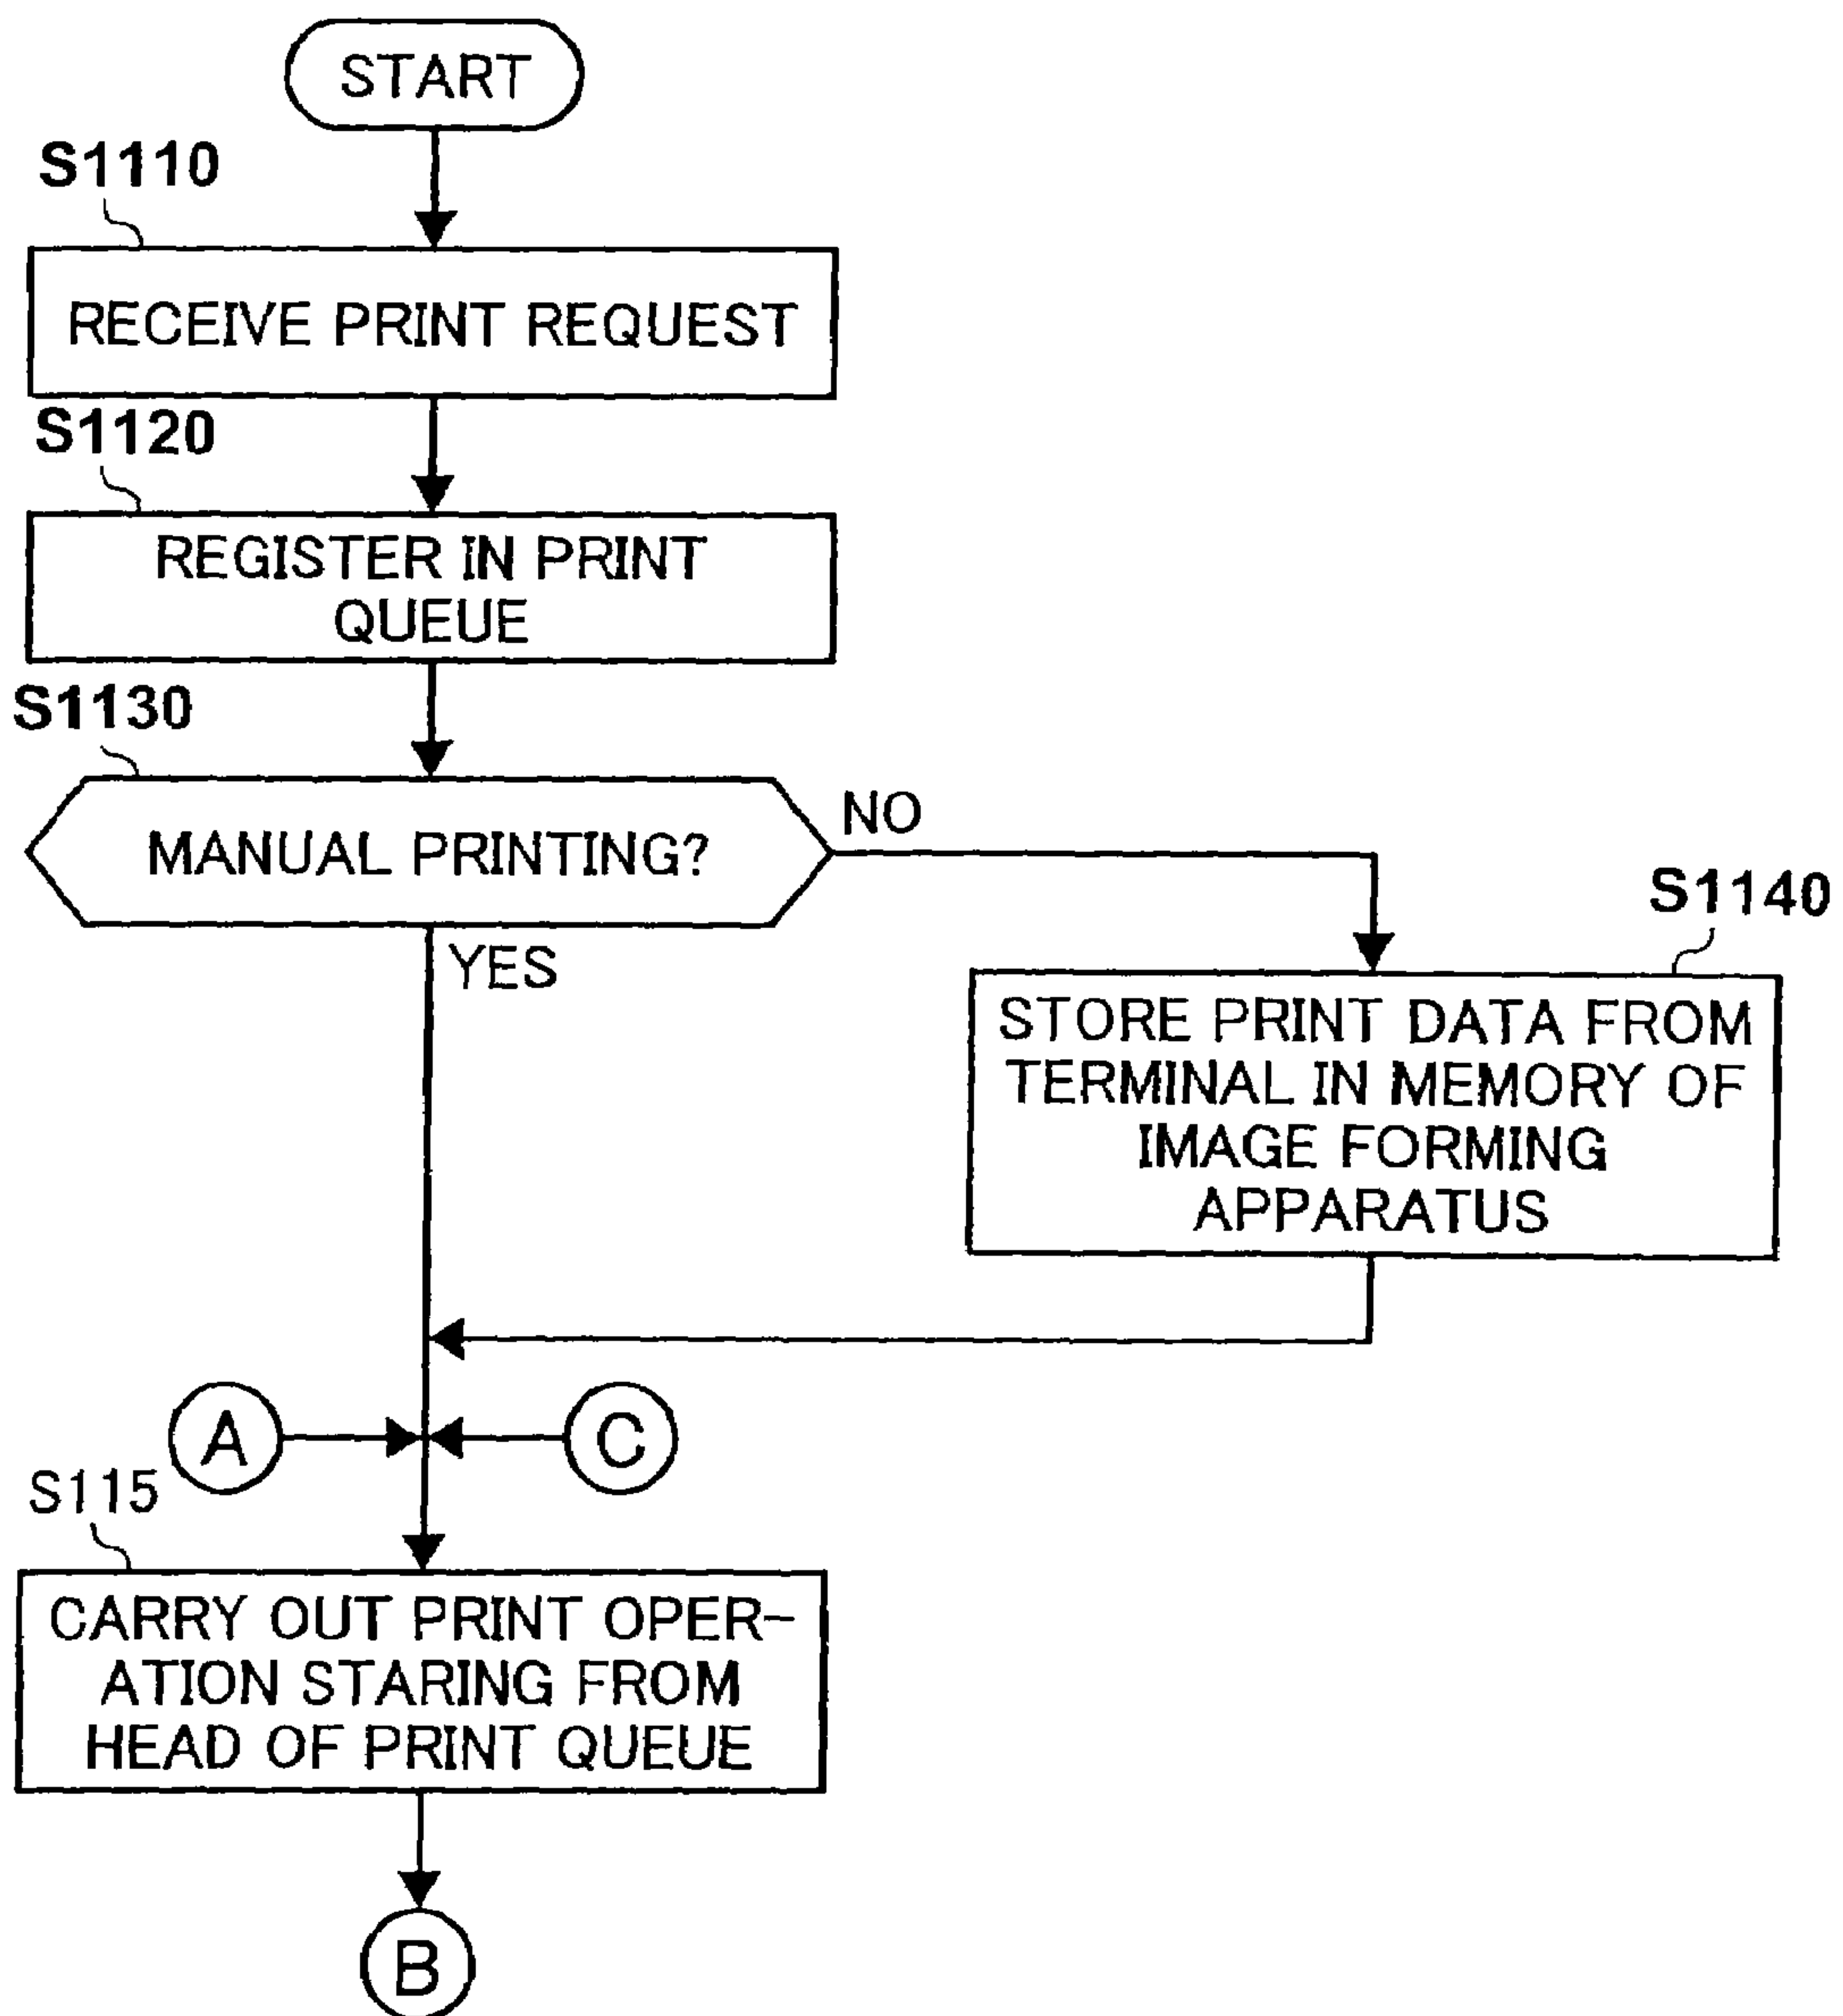 START
S1110
RECEIVE PRINT REQUEST
S1120
REGISTER IN PRINT
QUEUE
S1130
MANUAL PRINTING?
NO
YES
S1140
STORE PRINT DATA FROM
TERMINAL IN MEMORY OF
IMAGE FORMING
APPARATUS
A
C
S115
CARRY OUT PRINT OPER-
ATION STARING FROM
HEAD OF PRINT QUEUE
B